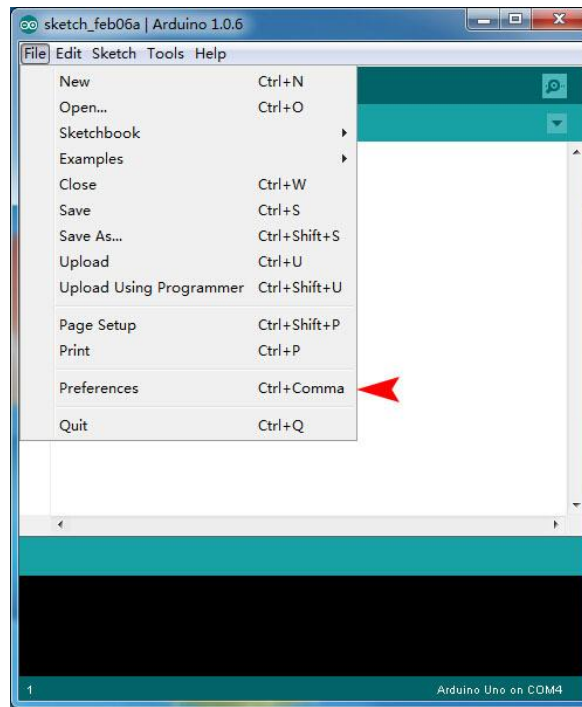 sketch_feb06a | Arduino 1.0.6
File Edit Sketch Tools Help
New Ctrl+N
Open... Ctrl+O
Sketchbook
Examples
Close Ctrl+W
Save Ctrl+S
Save As... Ctrl+Shift+S
Upload Ctrl+U
Upload Using Programmer Ctrl+Shift+U
Page Setup Ctrl+Shift+P
Print Ctrl+P
Preferences Ctrl+Comma
Quit Ctrl+Q
1 Arduino Uno on COM4